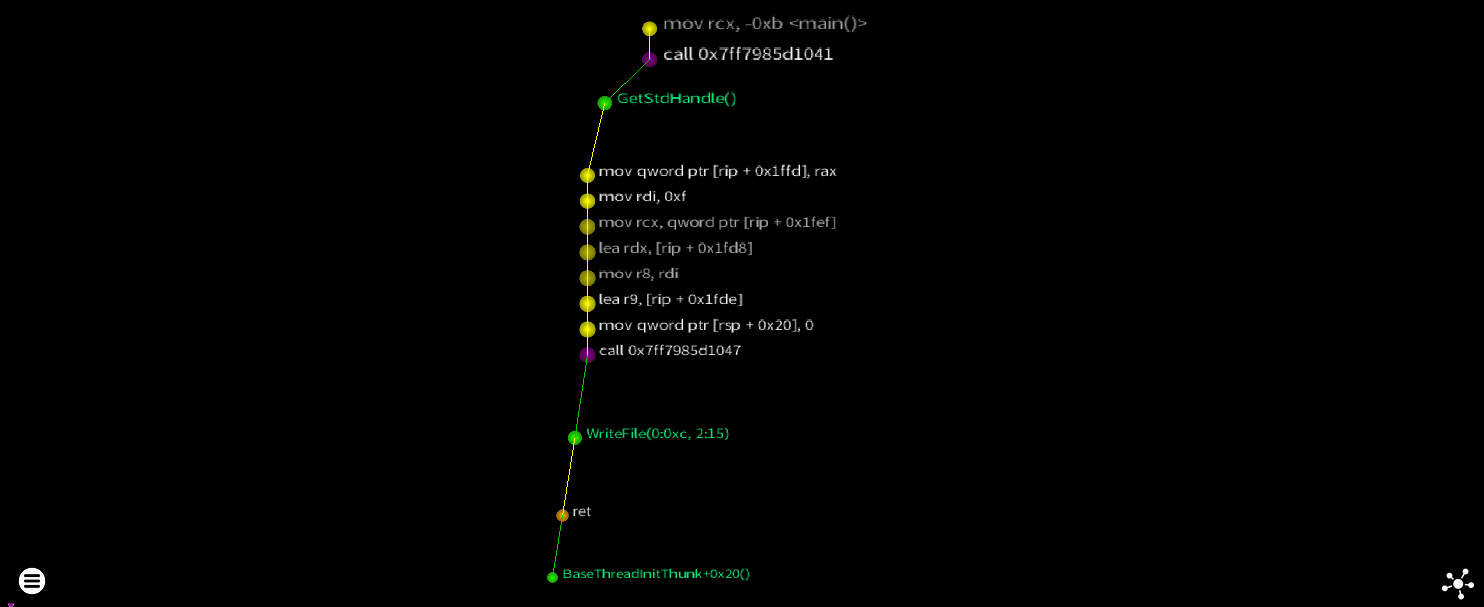 mov rcx, -0xb <main()>
call 0x7ff7985d1041
GetStdHandle()
mov qword ptr [rip + 0x1ffd], rax
mov rdi, 0xf
mov rcx, qword ptr [rip + 0x1fef]
lea rdx, [rip + 0x1fd8]
mov r8, rdi
lea r9, [rip + 0x1fde]
mov qword ptr [rsp + 0x20], 0
call 0x7ff7985d1047
WriteFile(0:0xc, 2:15)
ret
BaseThreadInitThunk+0x20()